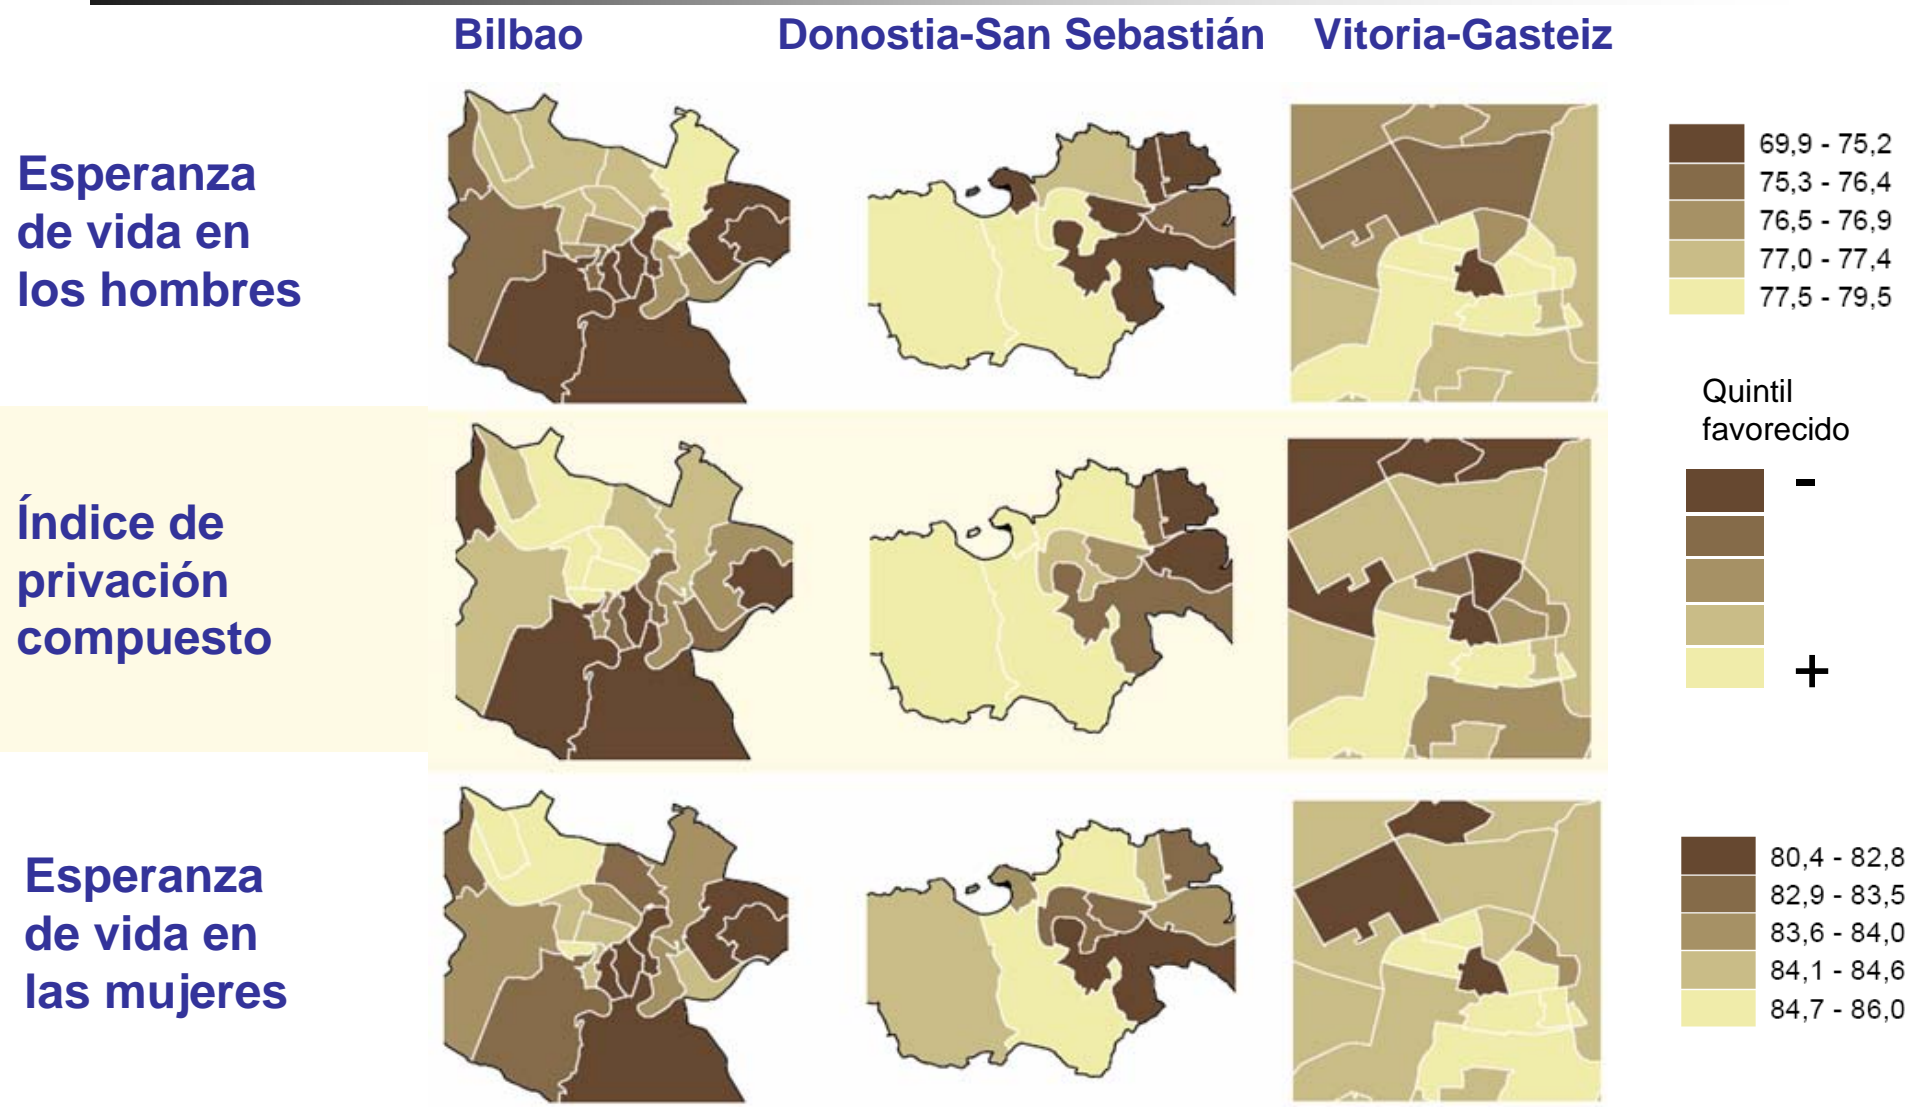 Bilbao
Donostia-San Sebastián
Vitoria-Gasteiz
Esperanza
de vida en
los hombres
69,9 - 75,2
75,3 - 76,4
76,5 - 76,9
77,0 - 77,4
77,5 - 79,5
Quintil
favorecido
-
+
Índice de
privación
compuesto
Esperanza
de vida en
las mujeres
80,4 - 82,8
82,9 - 83,5
83,6 - 84,0
84,1 - 84,6
84,7 - 86,0